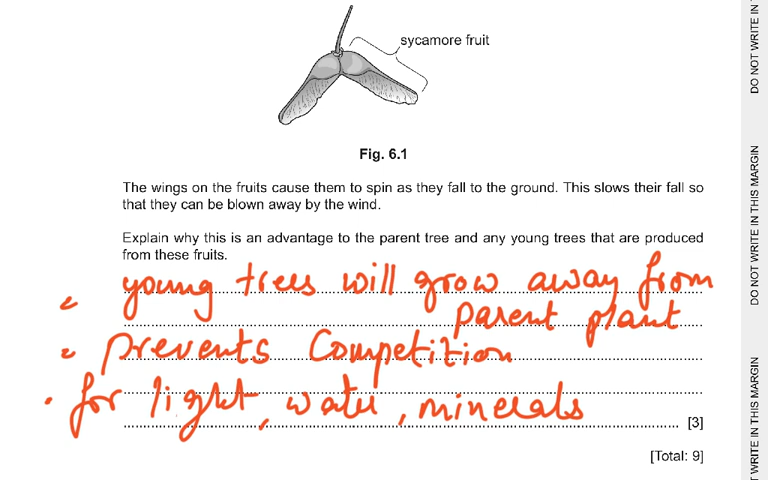 sycamore fruit
Fig. 6.1
The wings on the fruits cause them to spin as they fall to the ground. This slows their fall so
that they can be blown away by the wind.
Explain why this is an advantage to the parent tree and any young trees that are produced
from these fruits.
young trees will grow away from
parent plant
Prevents Competition
• for light, water, minerals
[3]
[Total: 9]
DO NOT WRITE IN
DO NOT WRITE IN THIS MARGIN
T WRITE IN THIS MARGIN